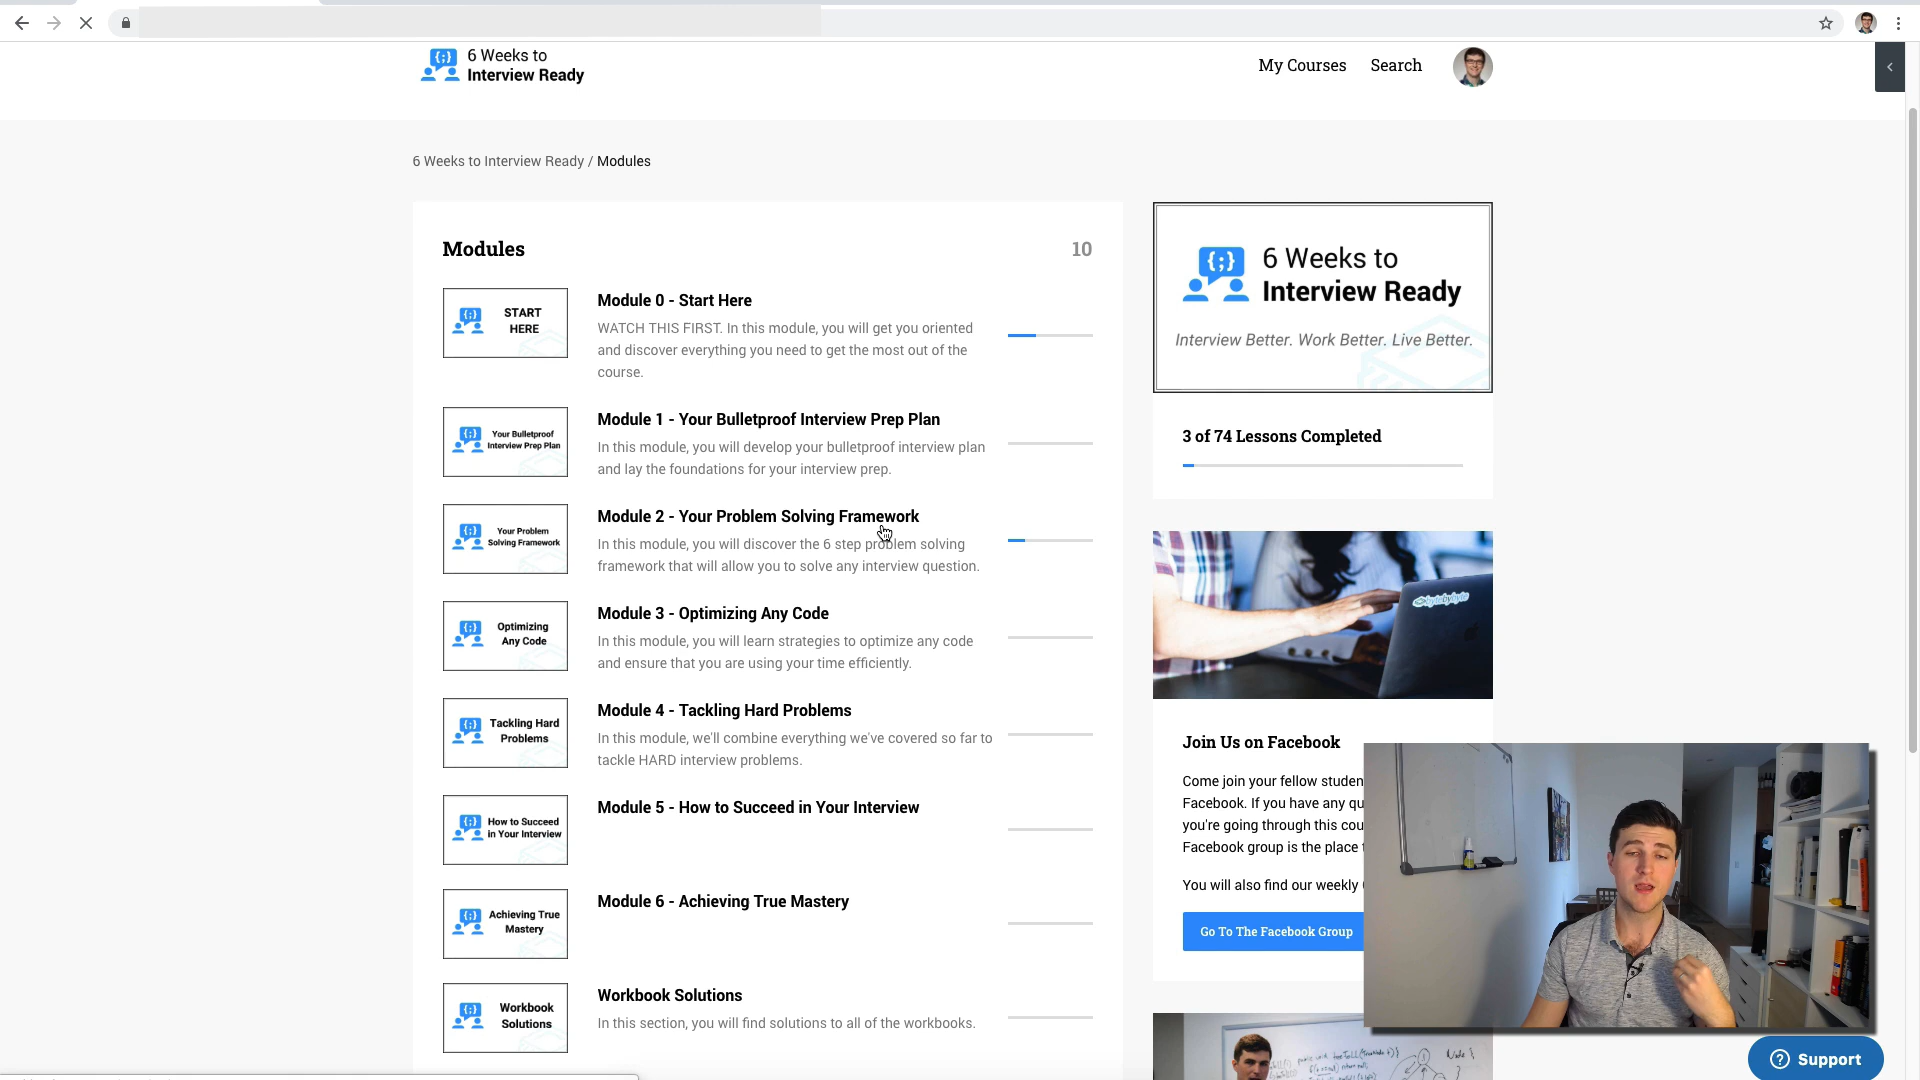 6 Weeks to
Interview Ready
My Courses
Search
6 Weeks to Interview Ready / Modules
Modules
10
START
HERE
Module 0 - Start Here
WATCH THIS FIRST. In this module, you will get you oriented
and discover everything you need to get the most out of the
course.
Your Bulletproof
Interview Prep Plan
Module 1 - Your Bulletproof Interview Prep Plan
In this module, you will develop your bulletproof interview plan
and lay the foundations for your interview prep.
Your Problem
Solving Framework
Module 2 - Your Problem Solving Framework
In this module, you will discover the 6 step problem solving
framework that will allow you to solve any interview question.
Optimizing
Any Code
Module 3 - Optimizing Any Code
In this module, you will learn strategies to optimize any code
and ensure that you are using your time efficiently.
Tackling Hard
Problems
Module 4 - Tackling Hard Problems
In this module, we'll combine everything we've covered so far to
tackle HARD interview problems.
How to Succeed
in Your Interview
Module 5 - How to Succeed in Your Interview
Achieving True
Mastery
Module 6 - Achieving True Mastery
Workbook
Solutions
Workbook Solutions
In this section, you will find solutions to all of the workbooks.
{;}
6 Weeks to
Interview Ready
Interview Better. Work Better. Live Better.
3 of 74 Lessons Completed
bytebybyte
Join Us on Facebook
Come join your fellow studen
Facebook. If you have any qu
you're going through this cou
Facebook group is the place
You will also find our weekly
Go To The Facebook Group
Support